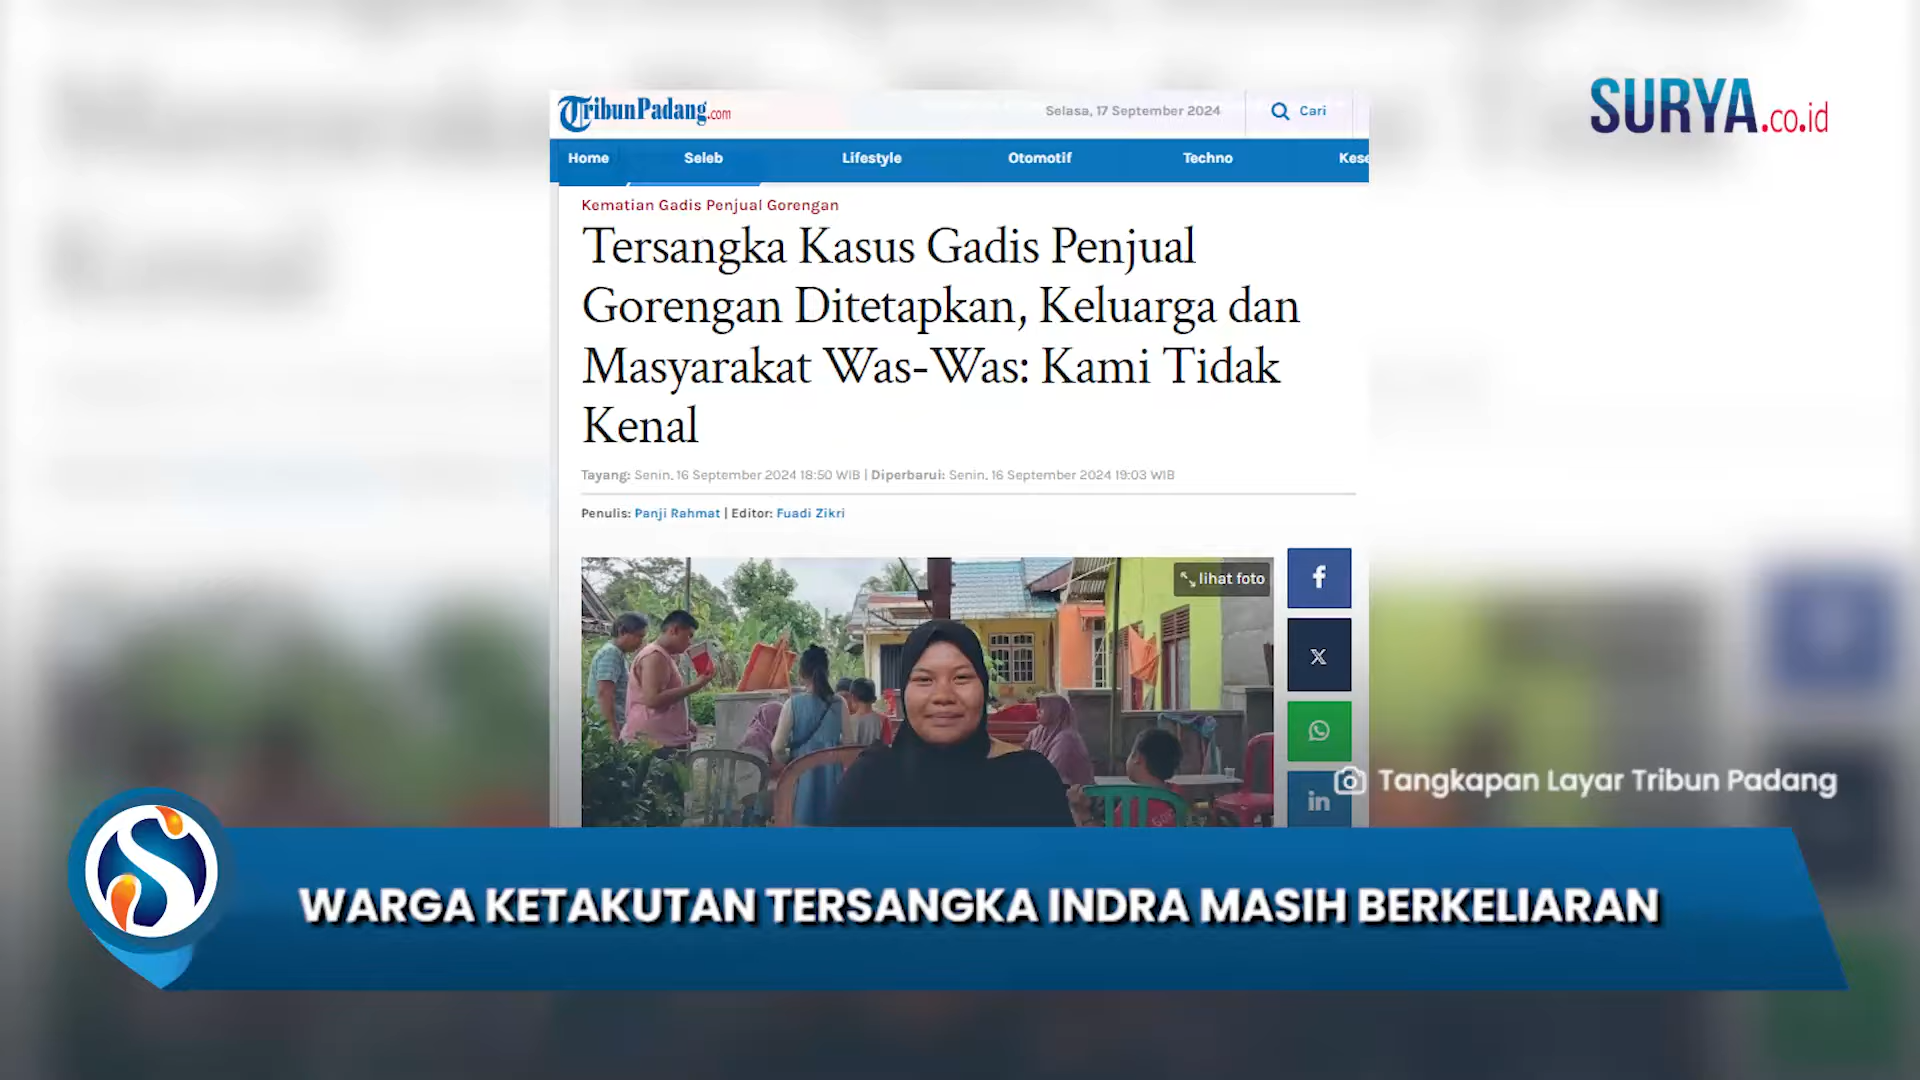 TribunPadang.com
Selasa, 17 September 2024
Cari
SURYA.co.id
Home
Seleb
Lifestyle
Otomotif
Techno
Kese
Kematian Gadis Penjual Gorengan
Tersangka Kasus Gadis Penjual
Gorengan Ditetapkan, Keluarga dan
Masyarakat Was-Was: Kami Tidak
Kenal
Tayang: Senin, 16 September 2024 18:50 WIB | Diperbarui: Senin, 16 September 2024 19:03 WIB
Penulis: Panji Rahmat | Editor: Fuadi Zikri
lihat foto
f
X
in
Tangkapan Layar Tribun Padang
WARGA KETAKUTAN TERSANGKA INDRA MASIH BERKELIARAN